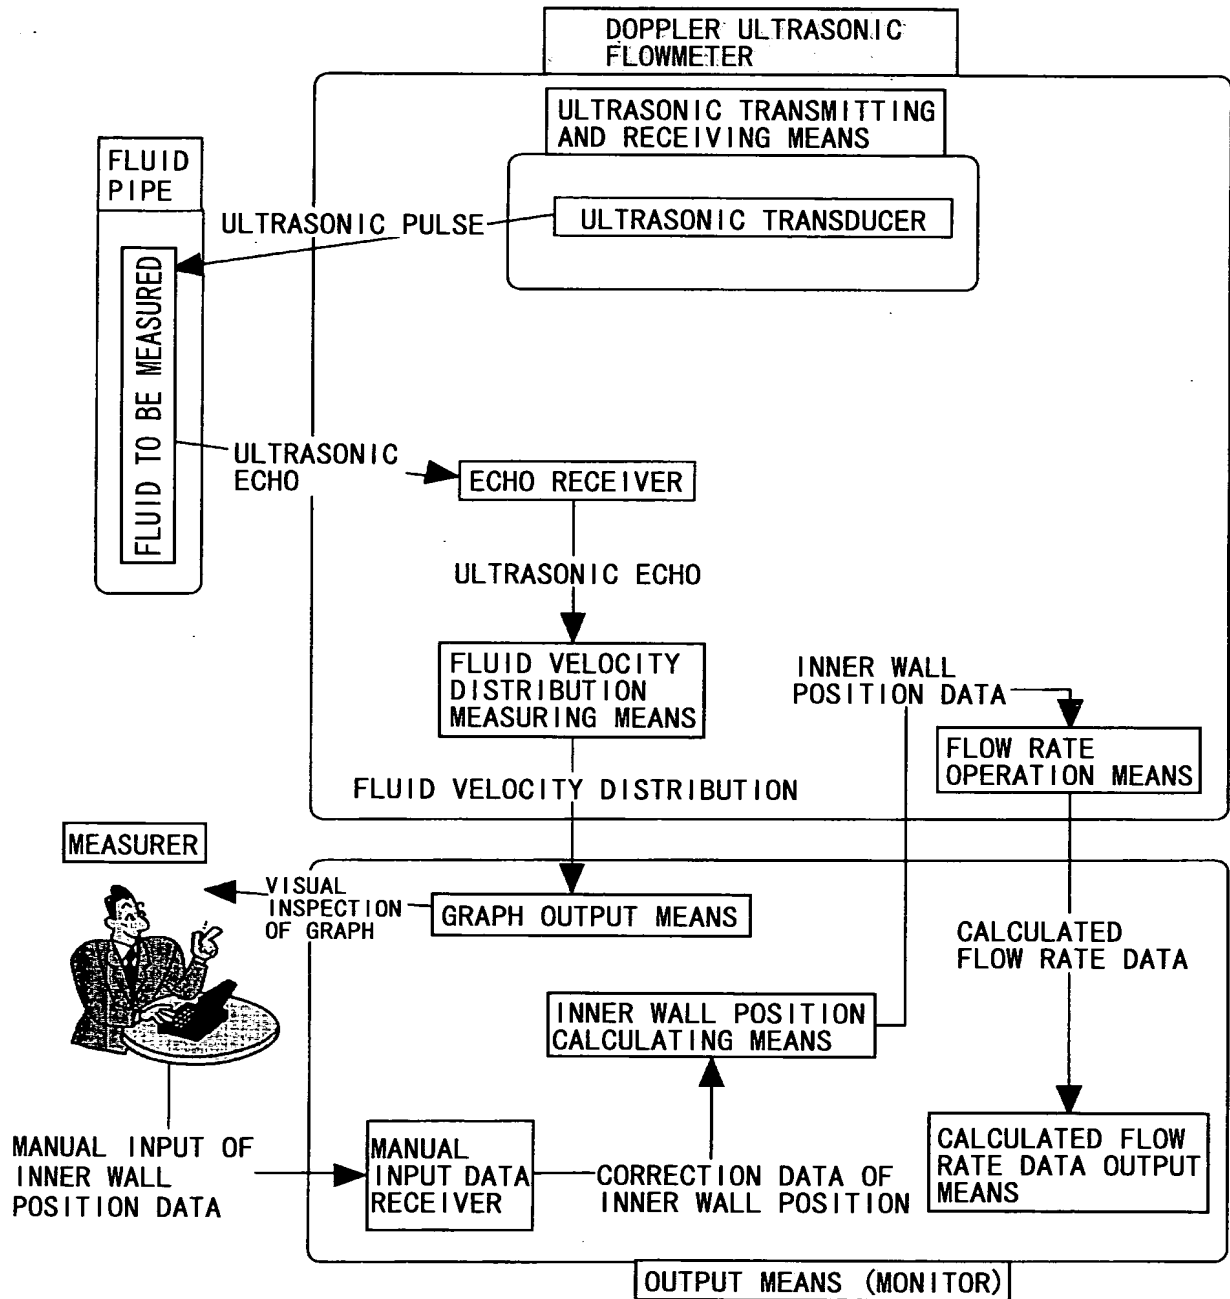 DOPPLER ULTRASONIC
FLOWMETER
ULTRASONIC TRANSMITTING
AND RECEIVING MEANS
FLUID
PIPE
ULTRASONIC PULSE
ULTRASONIC TRANSDUCER
FLUID TO BE MEASURED
ULTRASONIC
ECHO
ECHO RECEIVER
ULTRASONIC ECHO
FLUID VELOCITY
DISTRIBUTION
MEASURING MEANS
INNER WALL
POSITION DATA
FLOW RATE
OPERATION MEANS
FLUID VELOCITY DISTRIBUTION
MEASURER
VISUAL
INSPECTION
OF GRAPH
GRAPH OUTPUT MEANS
CALCULATED
FLOW RATE DATA
INNER WALL POSITION
CALCULATING MEANS
MANUAL INPUT OF
INNER WALL
POSITION DATA
MANUAL
INPUT DATA
RECEIVER
CORRECTION DATA OF
INNER WALL POSITION
CALCULATED FLOW
RATE DATA OUTPUT
MEANS
OUTPUT MEANS (MONITOR)